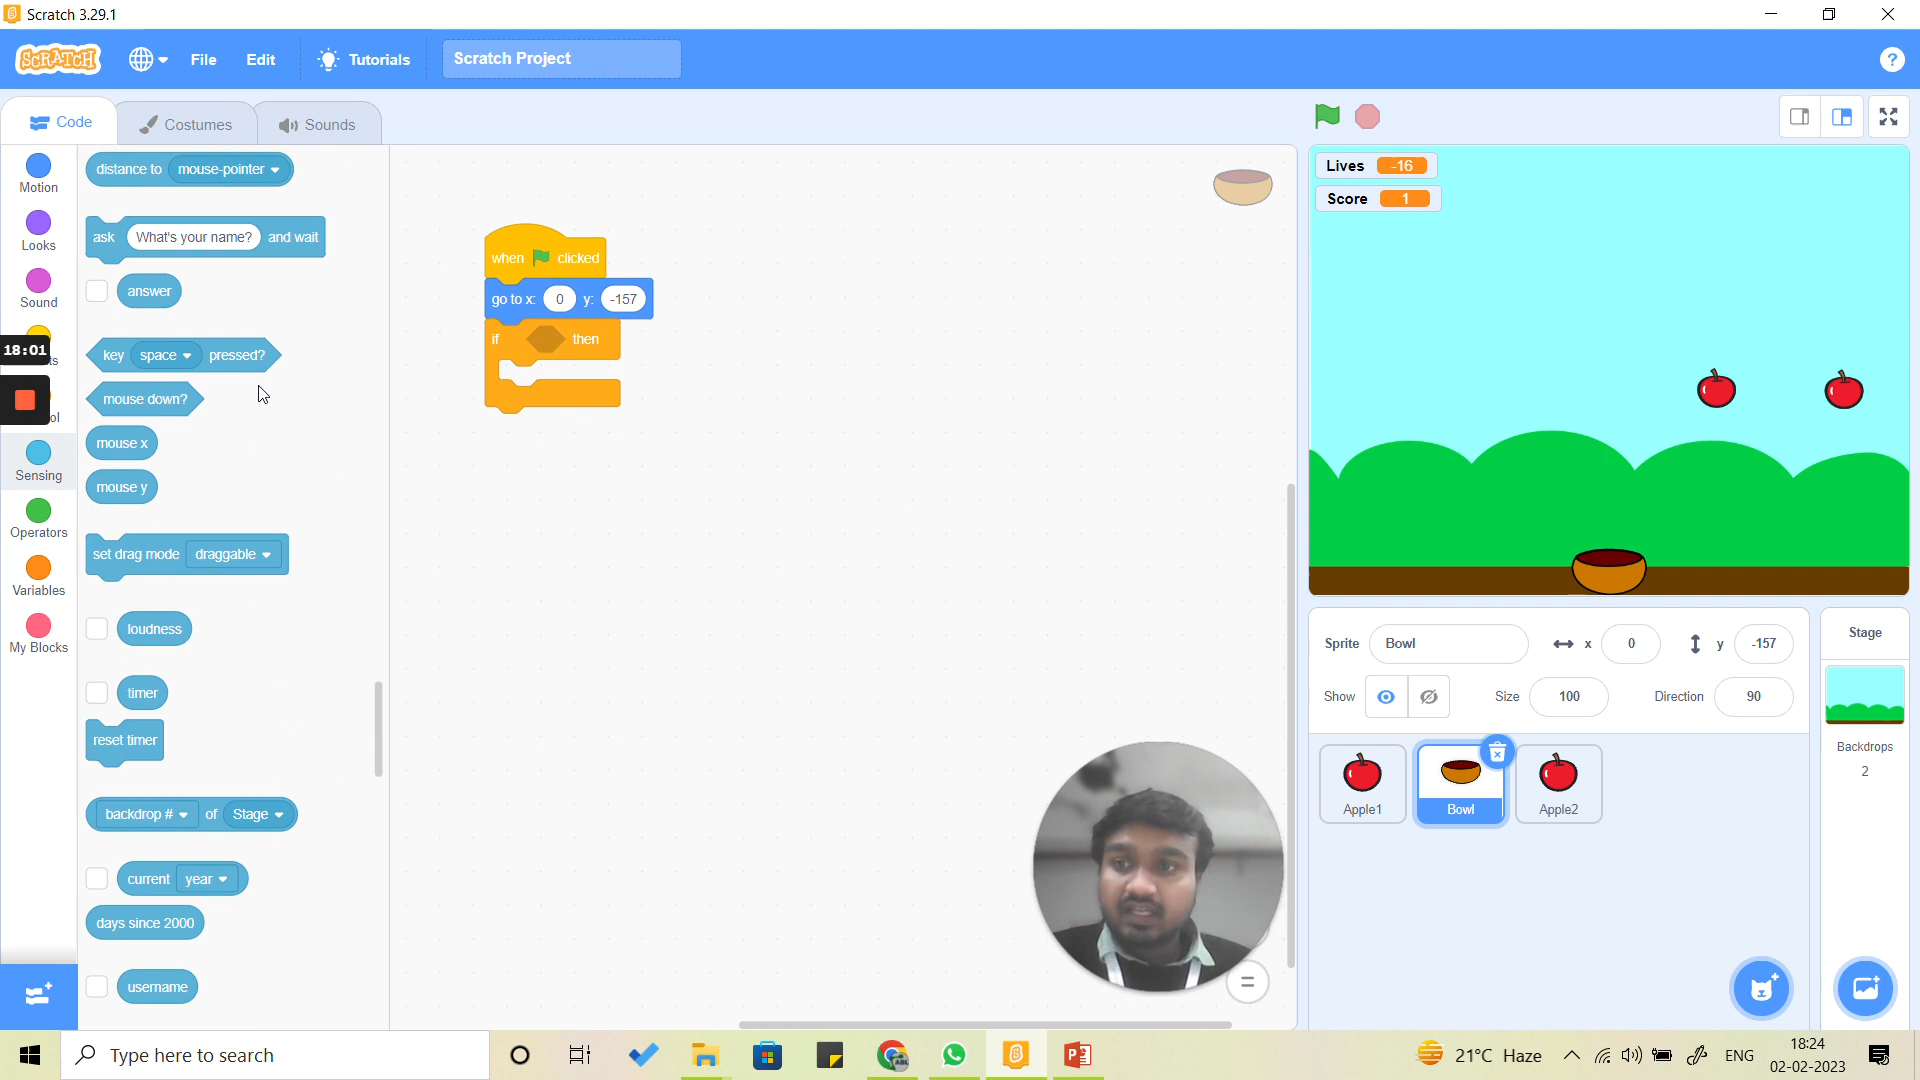 Scratch 3.29.1
SCRATCH File Edit Tutorials Scratch Project ?
Code Costumes Sounds
Motion
Looks
Sound
18:01
ts
ol
Sensing
Operators
Variables
My Blocks
distance to mouse-pointer
ask What's your name? and wait
answer
key space pressed?
mouse down?
mouse x
mouse y
set drag mode draggable
loudness
timer
reset timer
backdrop # of Stage
current year
days since 2000
username
when clicked
go to x: 0 y: -157
if then
Lives -16
Score 1
Sprite Bowl x 0 y -157
Show Size 100 Direction 90
Apple1 Bowl Apple2
Stage
Backdrops
2
Type here to search
21°C Haze ENG
18:24
02-02-2023